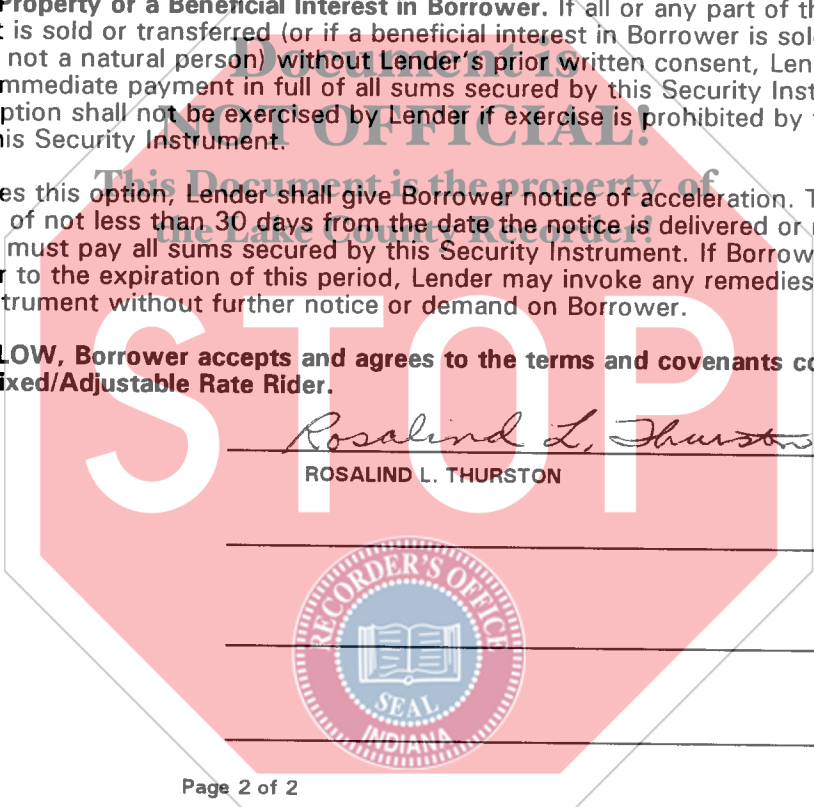 Property or a Beneficial Interest in Borrower. If all or any part of th
t is sold or transferred (or if a beneficial interest in Borrower is sol
not a natural person) without Lender's prior written consent, Len
mmediate payment in full of all sums secured by this Security Inst
ption shall not be exercised by Lender if exercise is prohibited by
is Security Instrument.
Document is
NOT OFFICIAL!
This Document is the property of
the Lake County Recorder!
es this option, Lender shall give Borrower notice of acceleration. T
of not less than 30 days from the date the notice is delivered or
must pay all sums secured by this Security Instrument. If Borrow
r to the expiration of this period, Lender may invoke any remedies
trument without further notice or demand on Borrower.
STOP
LOW, Borrower accepts and agrees to the terms and covenants co
ixed/Adjustable Rate Rider.
Rosalind L. Thurston
ROSALIND L. THURSTON
RECORDER'S OFFICE
SEAL
INDIANA
Page 2 of 2